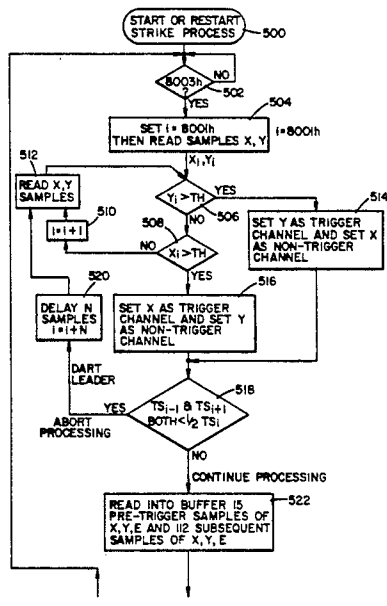 START OR RESTART
STRIKE PROCESS
500
8003h
?
NO
502
YES
504
SET i = 8001h
THEN READ SAMPLES X, Y
i=8001h
512
Xi, Yi
READ X,Y
SAMPLES
Yi > TH
YES
514
510
508
NO
506
SET Y AS TRIGGER
CHANNEL AND SET X
AS NON-TRIGGER
CHANNEL
i=i+1
NO
Xi>TH
520
YES
516
DELAY N
SAMPLES
i=i+N
SET X AS TRIGGER
CHANNEL AND SET Y
AS NON-TRIGGER
CHANNEL
DART
LEADER
518
YES
TSi-1 & TSi+1
BOTH<1/2 TSi
ABORT
PROCESSING
NO
CONTINUE PROCESSING
522
READ INTO BUFFER 15
PRE-TRIGGER SAMPLES OF
X,Y,E AND 112 SUBSEQUENT
SAMPLES OF X,Y,E